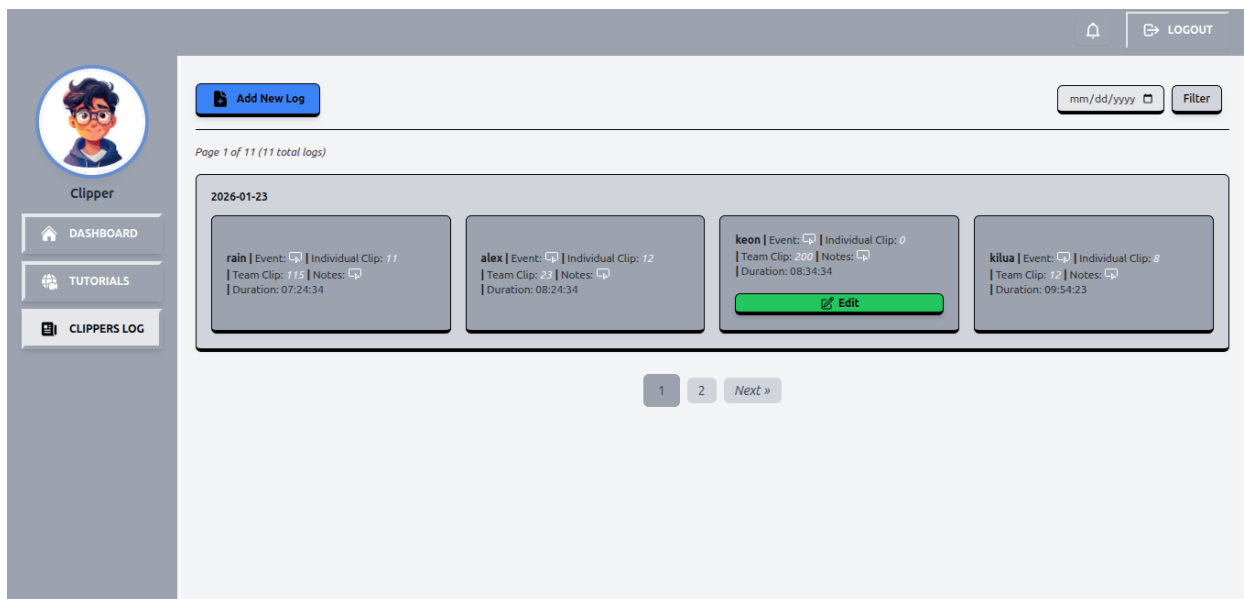 LOGOUT
Add New Log
mm/dd/yyyy
Filter
Page 1 of 11 (11 total logs)
Clipper
DASHBOARD
TUTORIALS
CLIPPERS LOG
2026-01-23
rain | Event: | Individual Clip: 11
| Team Clip: 115 | Notes:
| Duration: 07:24:34
alex | Event: | Individual Clip: 12
| Team Clip: 23 | Notes:
| Duration: 08:24:34
keon | Event: | Individual Clip: 0
| Team Clip: 200 | Notes:
| Duration: 08:34:34
Edit
kilua | Event: | Individual Clip: 8
| Team Clip: 12 | Notes:
| Duration: 09:54:23
1 2 Next »